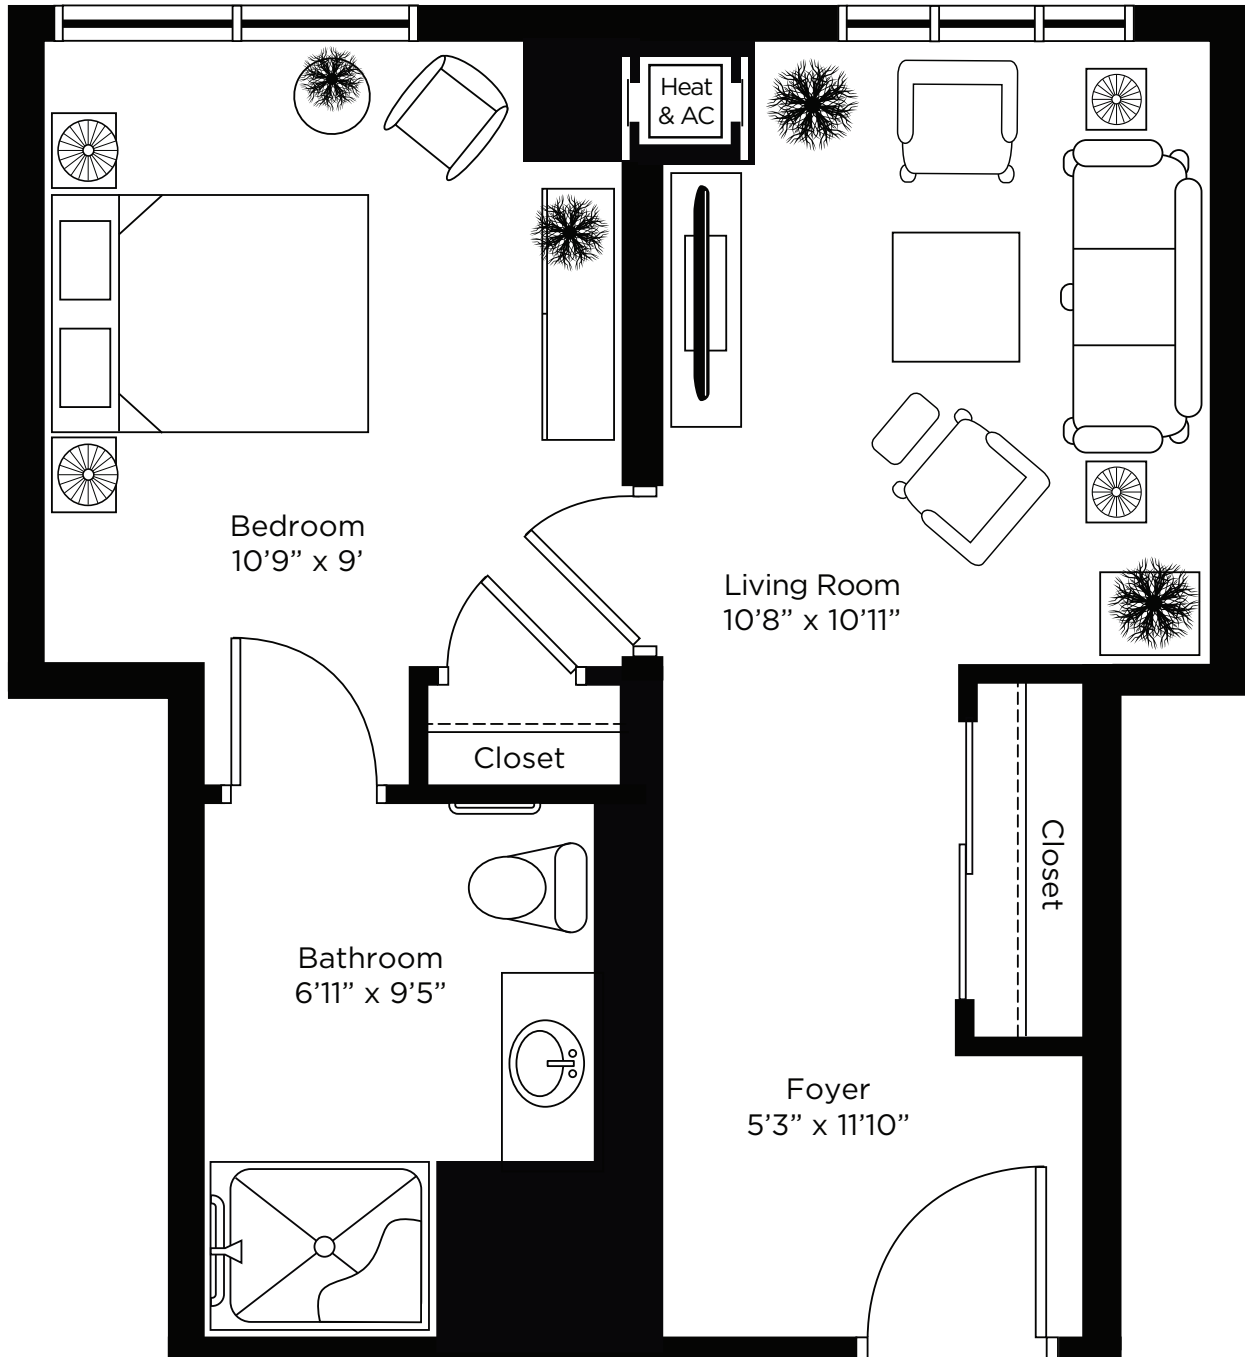 Heat
& AC
Bedroom
10’9” x 9’
Living Room
10’8” x 10’11”
Closet
Closet
Bathroom
6’11” x 9’5”
Foyer
5’3” x 11’10”